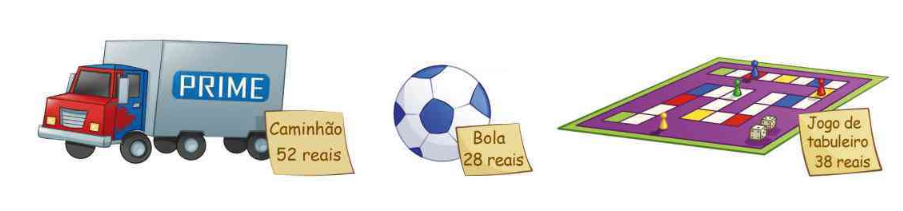 PRIME
Caminhão
52 reais
Bola
28 reais
Jogo de
tabuleiro
38 reais